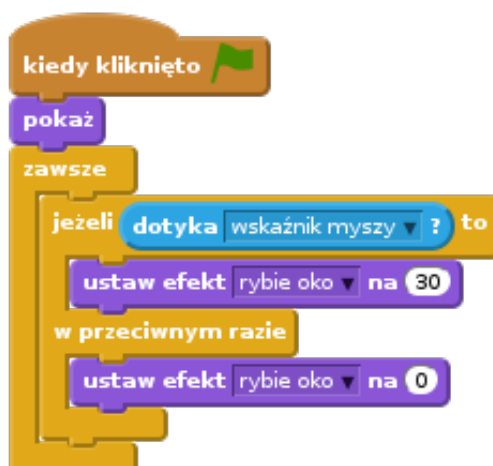 kiedy kliknięto
pokaż
zawsze
jeżeli dotyka wskaźnik myszy ? to
ustaw efekt rybie oko na 30
w przeciwnym razie
ustaw efekt rybie oko na 0